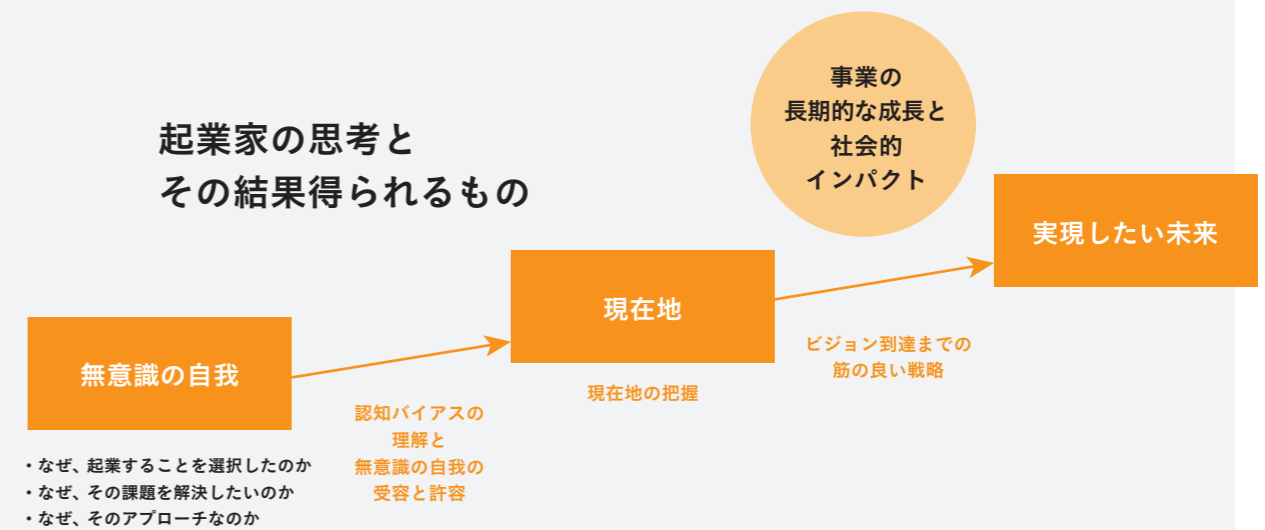 起業家の思考と
その結果得られるもの
事業の
長期的な成長と
社会的
インパクト
実現したい未来
現在地
無意識の自我
ビジョン到達までの
筋の良い戦略
現在地の把握
認知バイアスの
理解と
無意識の自我の
受容と許容
・なぜ、起業することを選択したのか
・なぜ、その課題を解決したいのか
・なぜ、そのアプローチなのか